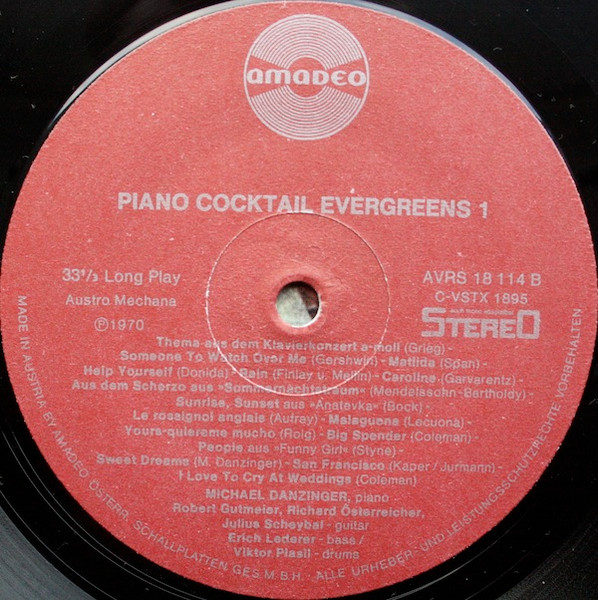 amadeo
PIANO COCKTAIL EVERGREENS 1
33⅓ Long Play
Austro Mechana
Ⓟ1970
AVRS 18 114 B
C-VSTX 1895
STEREO
Thema aus dem Klavierkonzert a-moll (Grieg) -
Someone To Watch Over Me (Gershwin) - Matilda (Span) -
Help Yourself (Donida) - Rain (Finlay u. Mellin) - Caroline (Garvarentz) -
Aus dem Scherzo aus »Sommernachtstraum« (Mendelssohn-Bartholdy) -
Sunrise, Sunset aus »Anatevka« (Bock) -
Le rossignol anglais (Aufray) - Malaguena (Lecuona) -
Yours-quiereme mucho (Roig) - Big Spender (Coleman) -
People aus »Funny Girl« (Styne) -
Sweet Dreams (M. Danzinger) - San Francisco (Kaper / Jurmann) -
I Love To Cry At Weddings (Coleman)
MICHAEL DANZINGER, piano
Robert Gutmeier, Richard Österreicher,
Julius Scheybal - guitar
Erich Lederer - bass /
Viktor Plasil - drums
MADE IN AUSTRIA BY AMADEO ÖSTERR. SCHALLPLATTEN GES. M. B. H. - ALLE URHEBER- UND LEISTUNGSSCHUTZRECHTE VORBEHALTEN